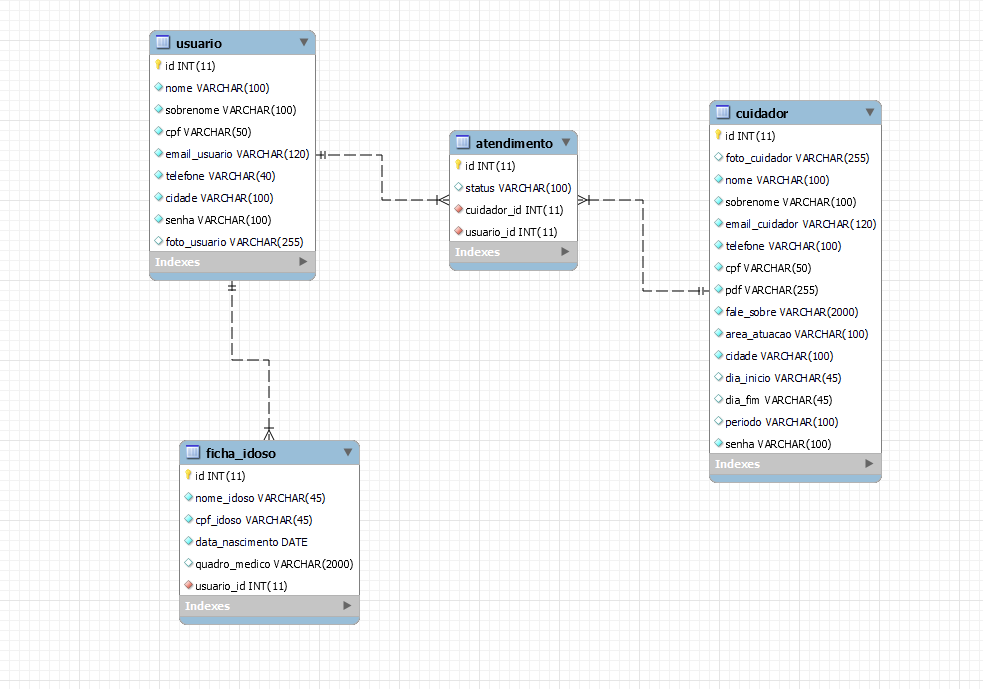 usuario
id INT(11)
nome VARCHAR(100)
sobrenome VARCHAR(100)
cpf VARCHAR(50)
email_usuario VARCHAR(120)
telefone VARCHAR(40)
cidade VARCHAR(100)
senha VARCHAR(100)
foto_usuario VARCHAR(255)
Indexes
atendimento
id INT(11)
status VARCHAR(100)
cuidador_id INT(11)
usuario_id INT(11)
Indexes
cuidador
id INT(11)
foto_cuidador VARCHAR(255)
nome VARCHAR(100)
sobrenome VARCHAR(100)
email_cuidador VARCHAR(120)
telefone VARCHAR(100)
cpf VARCHAR(50)
pdf VARCHAR(255)
fale_sobre VARCHAR(2000)
area_atuacao VARCHAR(100)
cidade VARCHAR(100)
dia_inicio VARCHAR(45)
dia_fim VARCHAR(45)
periodo VARCHAR(100)
senha VARCHAR(100)
Indexes
ficha_idoso
id INT(11)
nome_idoso VARCHAR(45)
cpf_idoso VARCHAR(45)
data_nascimento DATE
quadro_medico VARCHAR(2000)
usuario_id INT(11)
Indexes